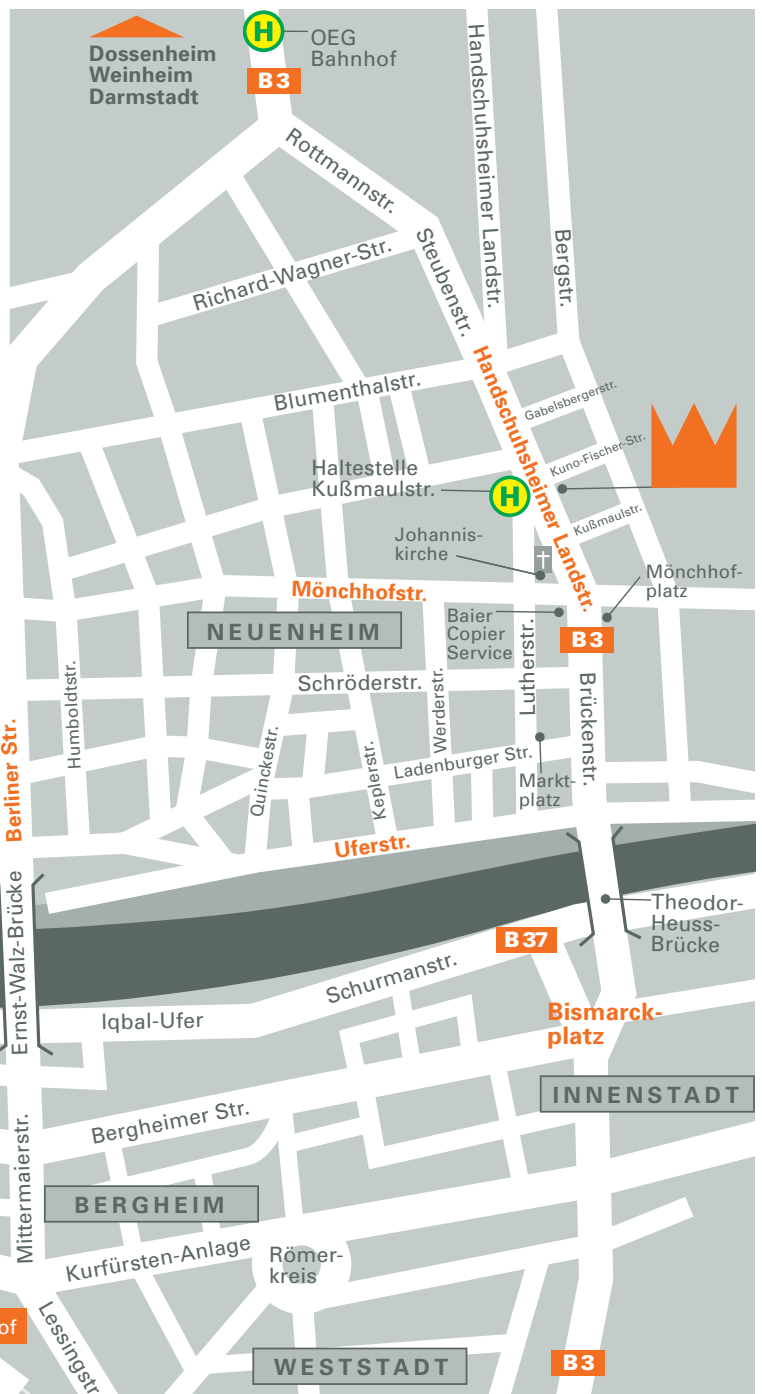 Dossenheim
Weinheim
Darmstadt
H
OEG
Bahnhof
B3
Handschuhsheimer Landstr.
Rottmannstr.
Steubenstr.
Bergstr.
Richard-Wagner-Str.
Blumenthalstr.
Handschuhsheimer Landstr.
Gabelsbergerstr.
Kuno-Fischer-Str.
Haltestelle
Kußmaulstr.
H
Kußmaulstr.
Johannis-
kirche
Mönchhofstr.
Mönchhof-
platz
NEUENHEIM
Baier
Copier
Service
B3
Lutherstr.
Schröderstr.
Brückenstr.
Humboldtstr.
Werderstr.
Berliner Str.
Quinckestr.
Keplerstr.
Ladenburger Str.
Markt-
platz
Uferstr.
Ernst-Walz-Brücke
Theodor-
Heuss-
Brücke
B37
Schurmanstr.
Iqbal-Ufer
Bismarck-
platz
INNENSTADT
Bergheimer Str.
Mittermaierstr.
BERGHEIM
Kurfürsten-Anlage
Römer-
kreis
of
Lessingstr
WESTSTADT
B3